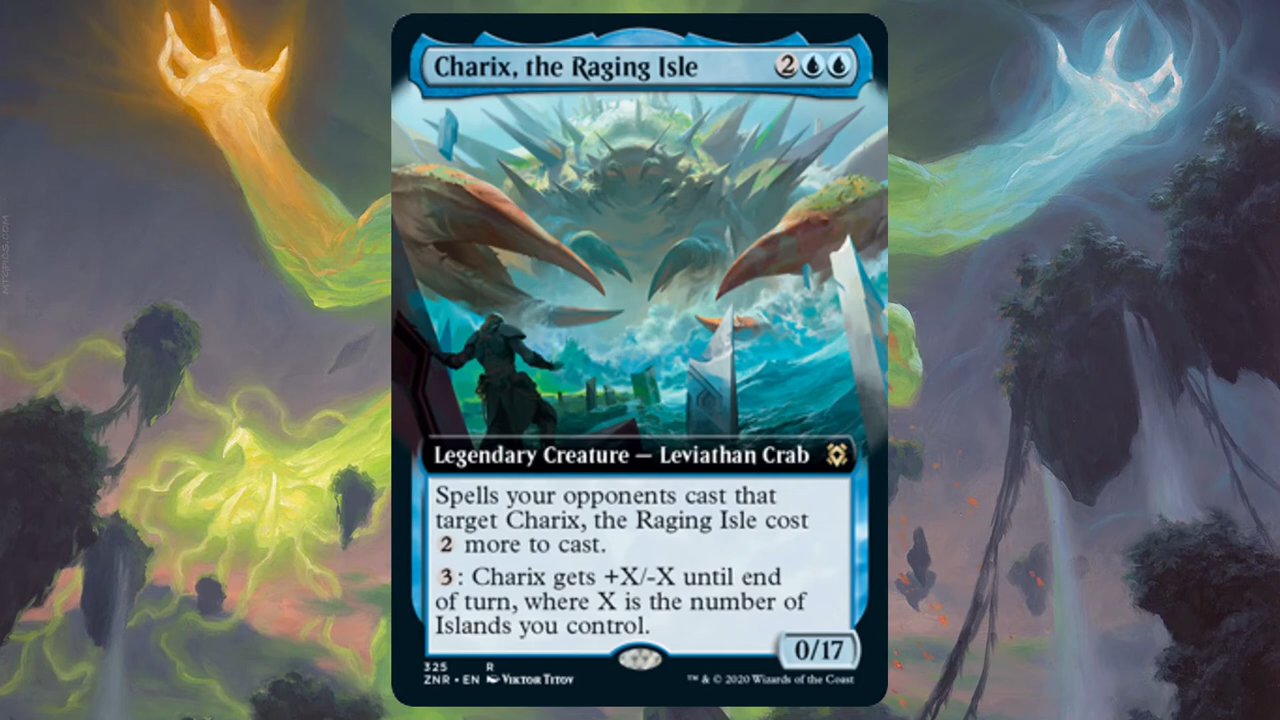 Charix, the Raging Isle 2
Legendary Creature — Leviathan Crab
Spells your opponents cast that
target Charix, the Raging Isle cost
2 more to cast.
3: Charix gets +X/-X until end
of turn, where X is the number of
Islands you control.
0/17
325 R
ZNR • EN Viktor Titov
™ & © 2020 Wizards of the Coast